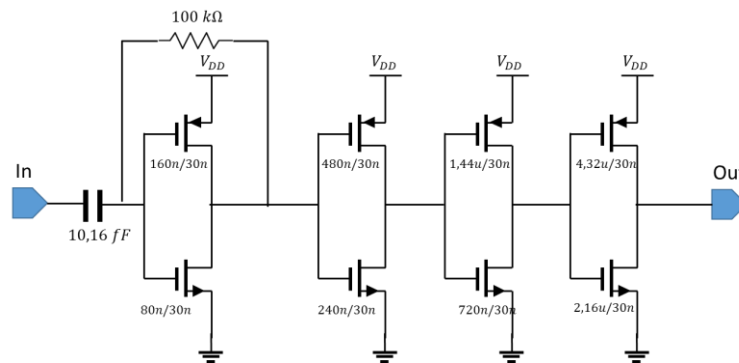 100 kΩ
V_DD V_DD V_DD V_DD
In
160n/30n 480n/30n 1,44u/30n 4,32u/30n
Out
10,16 fF
80n/30n 240n/30n 720n/30n 2,16u/30n